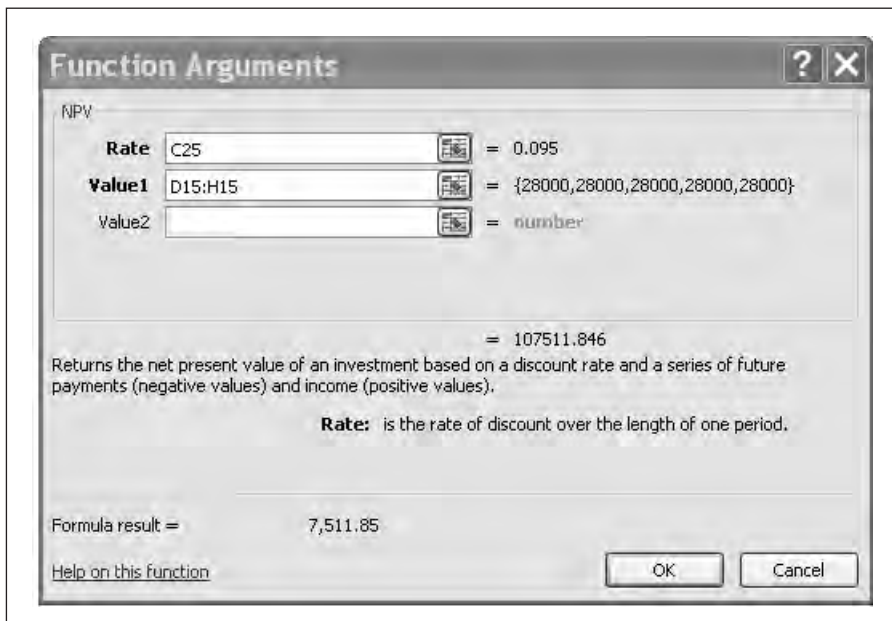 Function Arguments ? X
NPV
Rate C25 = 0.095
Value1 D15:H15 = {28000,28000,28000,28000,28000}
Value2 = number
= 107511.846
Returns the net present value of an investment based on a discount rate and a series of future
payments (negative values) and income (positive values).
Rate: is the rate of discount over the length of one period.
Formula result = 7,511.85
Help on this function OK Cancel